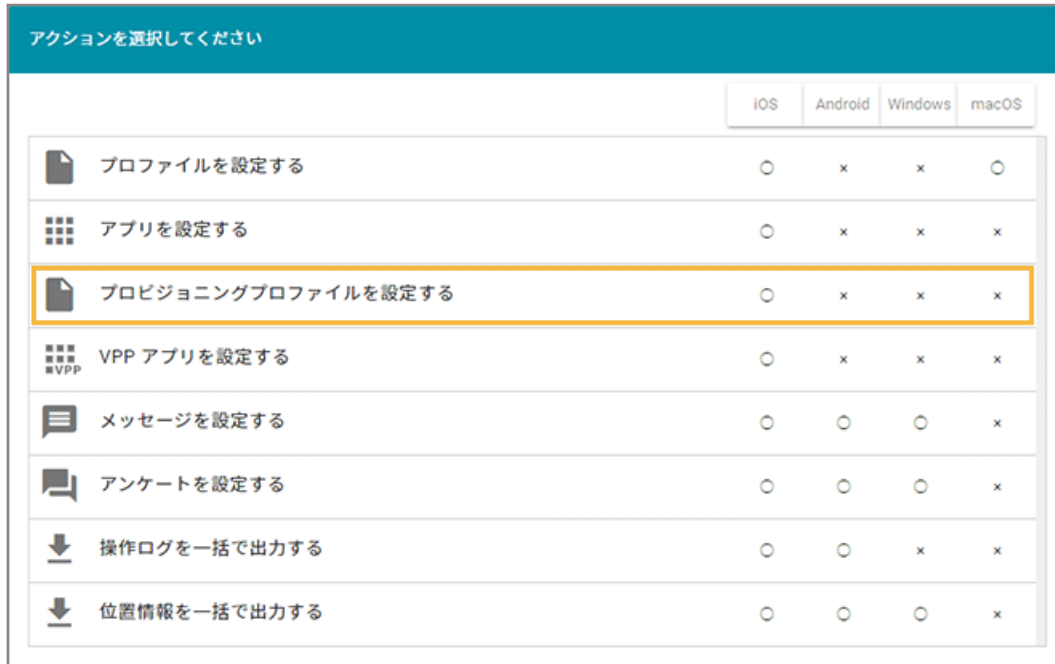 アクションを選択してください
iOS Android Windows macOS
プロファイルを設定する ○ × × ○
アプリを設定する ○ × × ×
プロビジョニングプロファイルを設定する ○ × × ×
VPP VPP アプリを設定する ○ × × ×
メッセージを設定する ○ ○ ○ ×
アンケートを設定する ○ ○ ○ ×
操作ログを一括で出力する ○ ○ × ×
位置情報を一括で出力する ○ ○ ○ ×